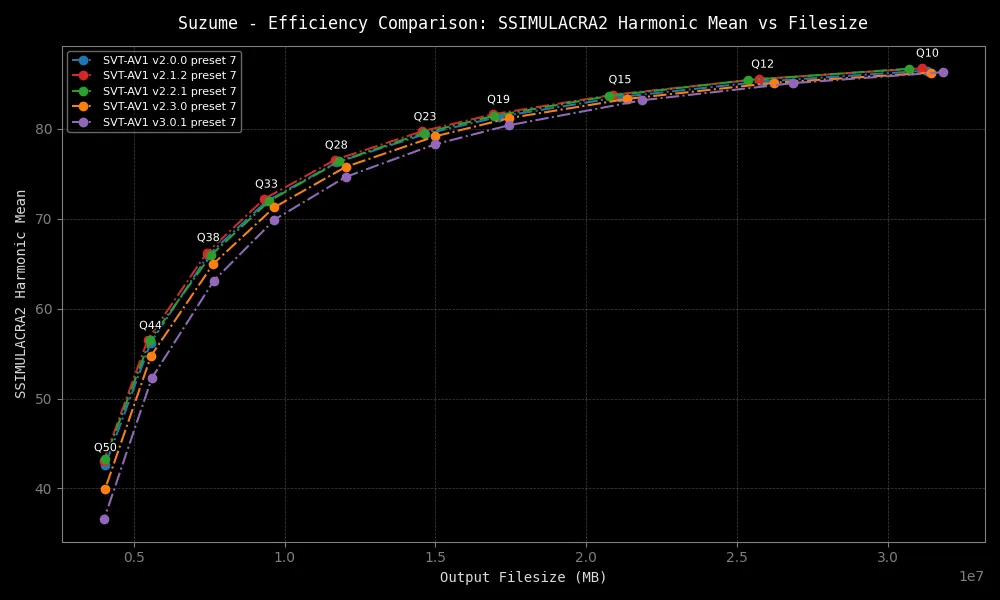 Suzume - Efficiency Comparison: SSIMULACRA2 Harmonic Mean vs Filesize
SVT-AV1 v2.0.0 preset 7
SVT-AV1 v2.1.2 preset 7
SVT-AV1 v2.2.1 preset 7
SVT-AV1 v2.3.0 preset 7
SVT-AV1 v3.0.1 preset 7
Q10
Q12
Q15
Q19
Q23
Q28
Q33
Q38
Q44
Q50
80
70
60
50
40
SSIMULACRA2 Harmonic Mean
0.5
1.0
1.5
2.0
2.5
3.0
1e7
Output Filesize (MB)